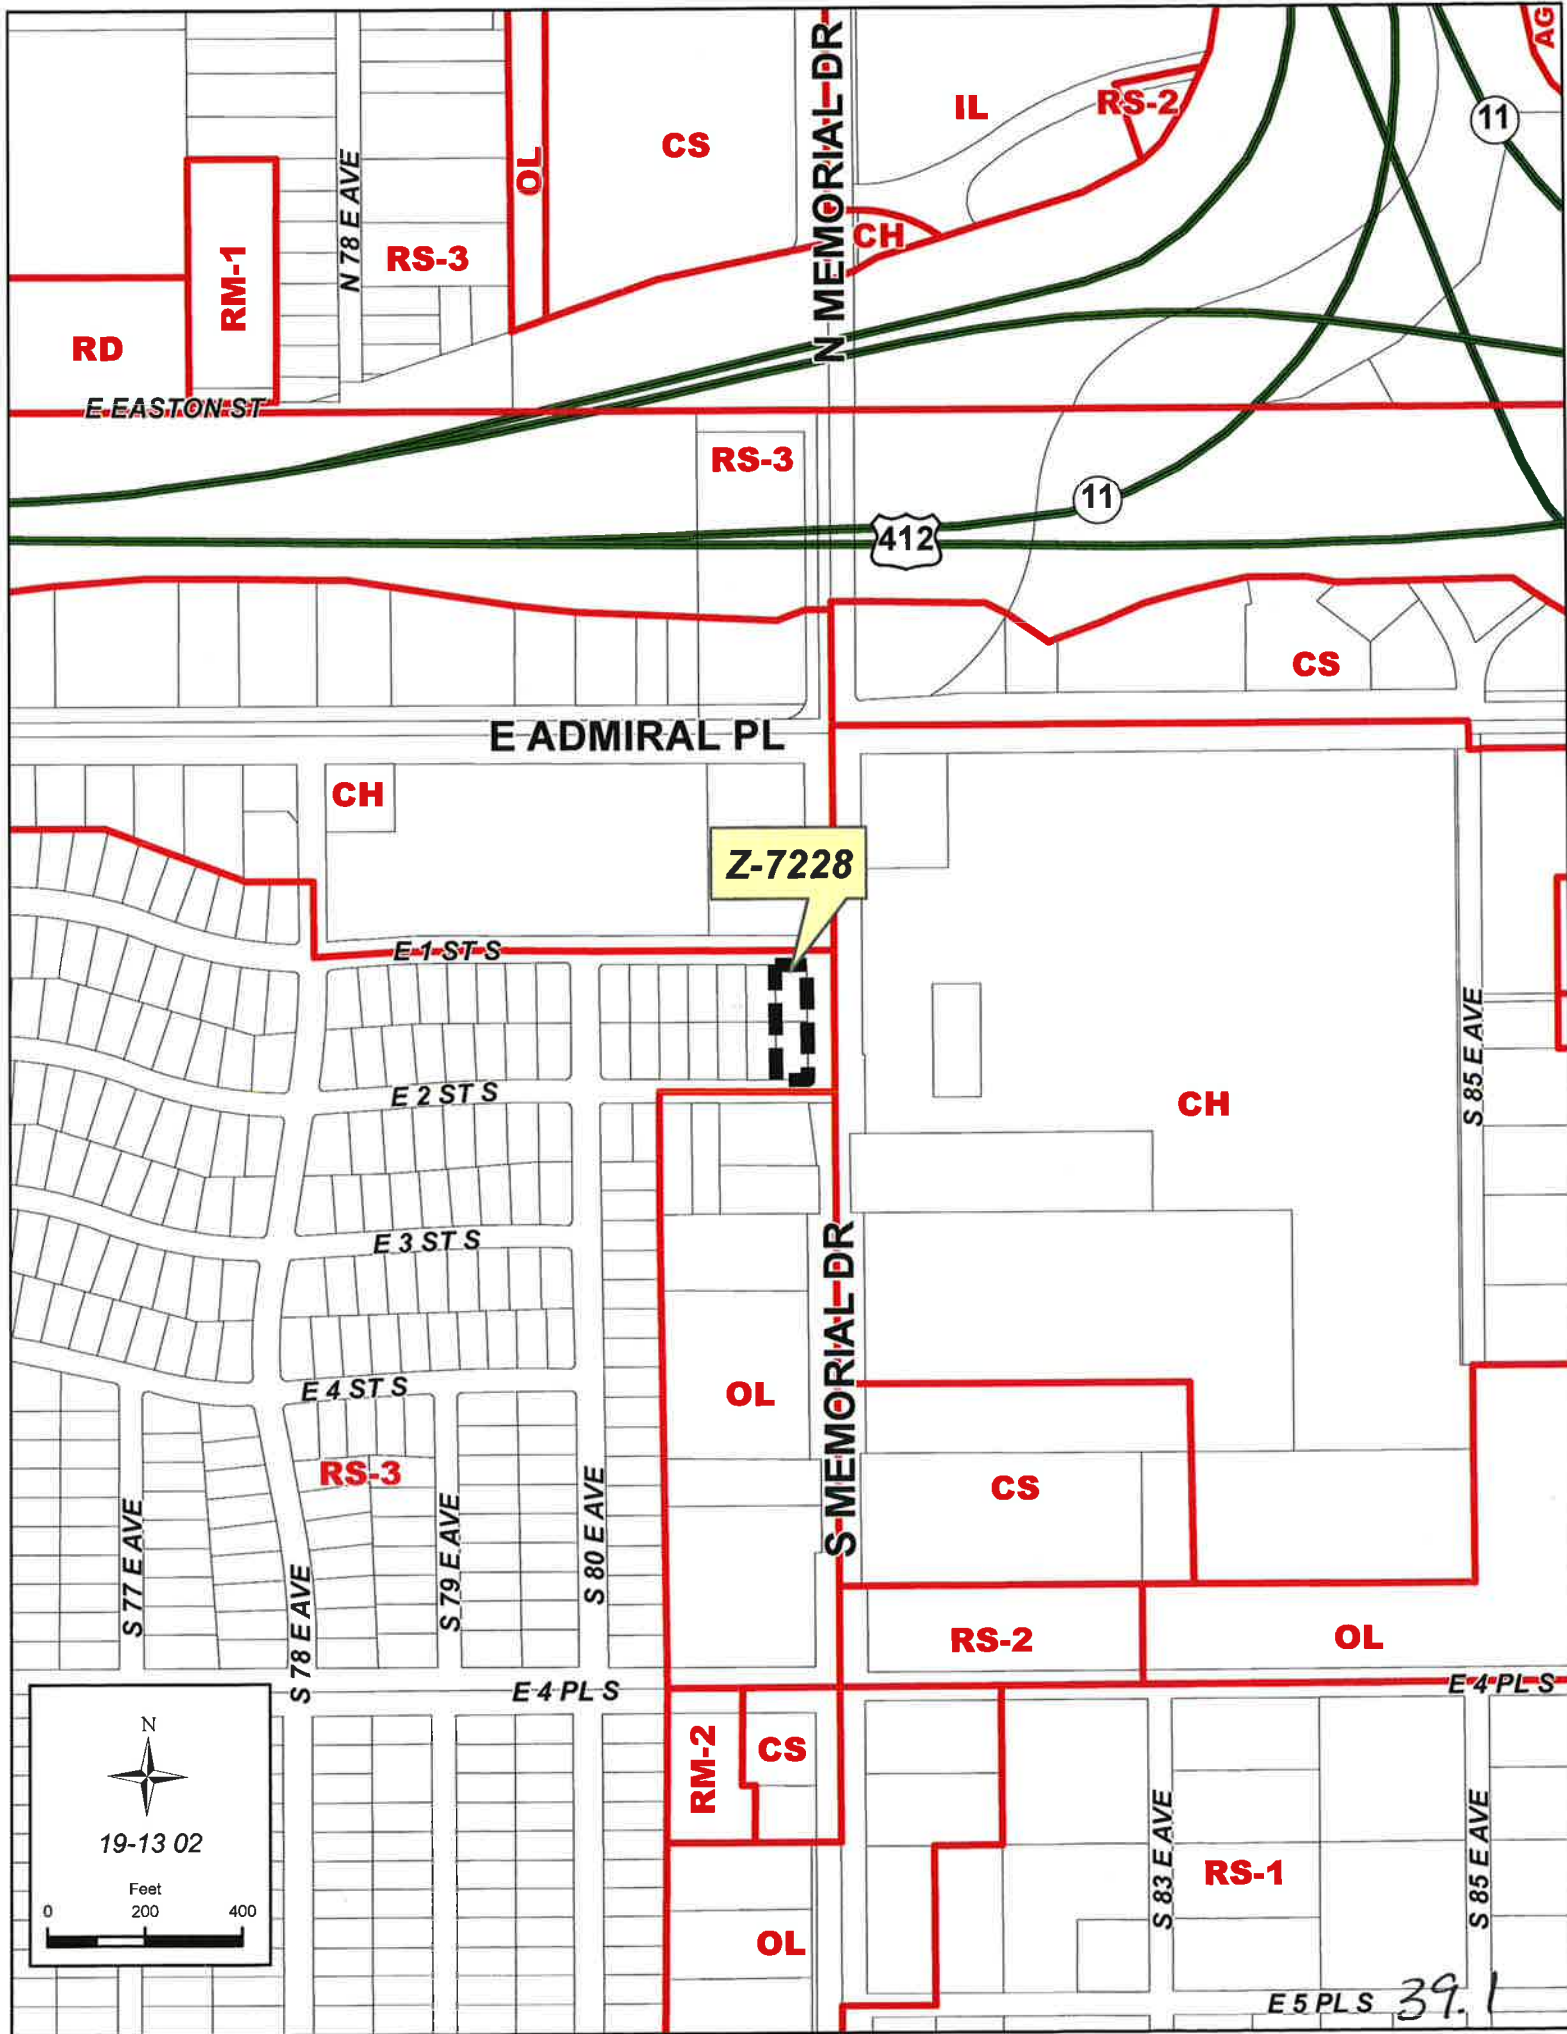 AG
N MEMORIAL DR
IL
RS-2
11
CS
OL
N 78 E AVE
RS-3
CH
RM-1
RD
E EASTON ST
RS-3
11
412
CS
E ADMIRAL PL
CH
Z-7228
E 1 ST S
S 85 E AVE
E 2 ST S
CH
E 3 ST S
S MEMORIAL DR
E 4 ST S
OL
RS-3
CS
S 77 E AVE
S 78 E AVE
S 79 E AVE
S 80 E AVE
RS-2
OL
E 4 PL S
E 4 PL S
N
RM-2
CS
19-13 02
S 83 E AVE
RS-1
S 85 E AVE
Feet
0 200 400
OL
E 5 PL S
39.1